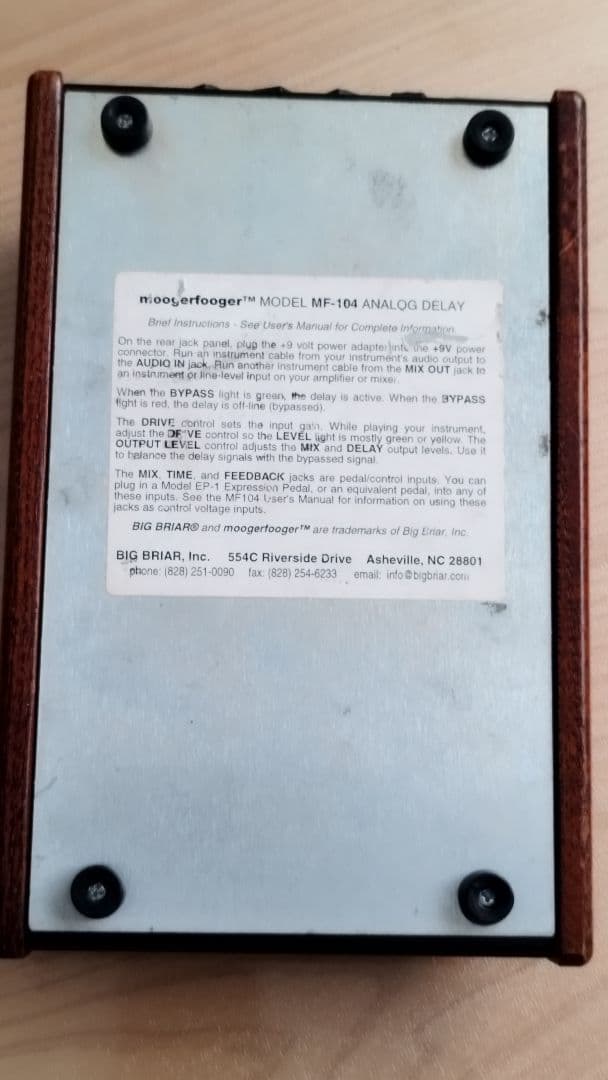 moogerfooger™ MODEL MF-104 ANALOG DELAY
Brief Instructions - See User's Manual for Complete Information
On the rear jack panel, plug the +9 volt power adapter into the +9V power
connector. Run an instrument cable from your instrument's audio output to
the AUDIO IN jack. Run another instrument cable from the MIX OUT jack to
an instrument or line-level input on your amplifier or mixer.
When the BYPASS light is green, the delay is active. When the BYPASS
light is red, the delay is off-line (bypassed).
The DRIVE control sets the input gain. While playing your instrument,
adjust the DRIVE control so the LEVEL light is mostly green or yellow. The
OUTPUT LEVEL control adjusts the MIX and DELAY output levels. Use it
to balance the delay signals with the bypassed signal.
The MIX, TIME, and FEEDBACK jacks are pedal/control inputs. You can
plug in a Model EP-1 Expression Pedal, or an equivalent pedal, into any of
these inputs. See the MF104 User's Manual for information on using these
jacks as control voltage inputs.
BIG BRIAR® and moogerfooger™ are trademarks of Big Briar, Inc.
BIG BRIAR, Inc. 554C Riverside Drive Asheville, NC 28801
phone: (828) 251-0090 fax: (828) 254-6233 email: info@bigbriar.com